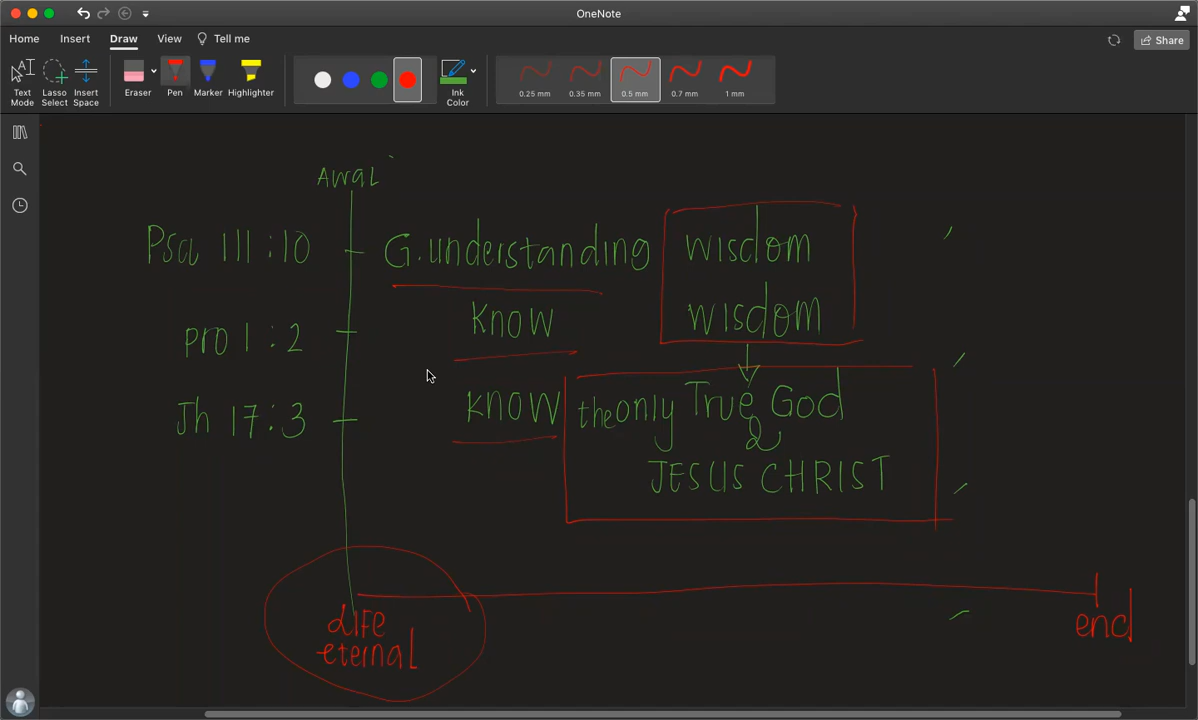 OneNote
Home Insert Draw View Tell me
Share
Text Mode
Lasso Select
Insert Space
Eraser
Pen
Marker
Highlighter
Ink Color
0.25 mm 0.35 mm 0.5 mm 0.7 mm 1 mm
Awal
Psa 111:10 G.understanding wisdom
Know wisdom
pro 1:2
Jh 17:3 Know the only True God
&
JESUS CHRIST
LIFE
eternal
end